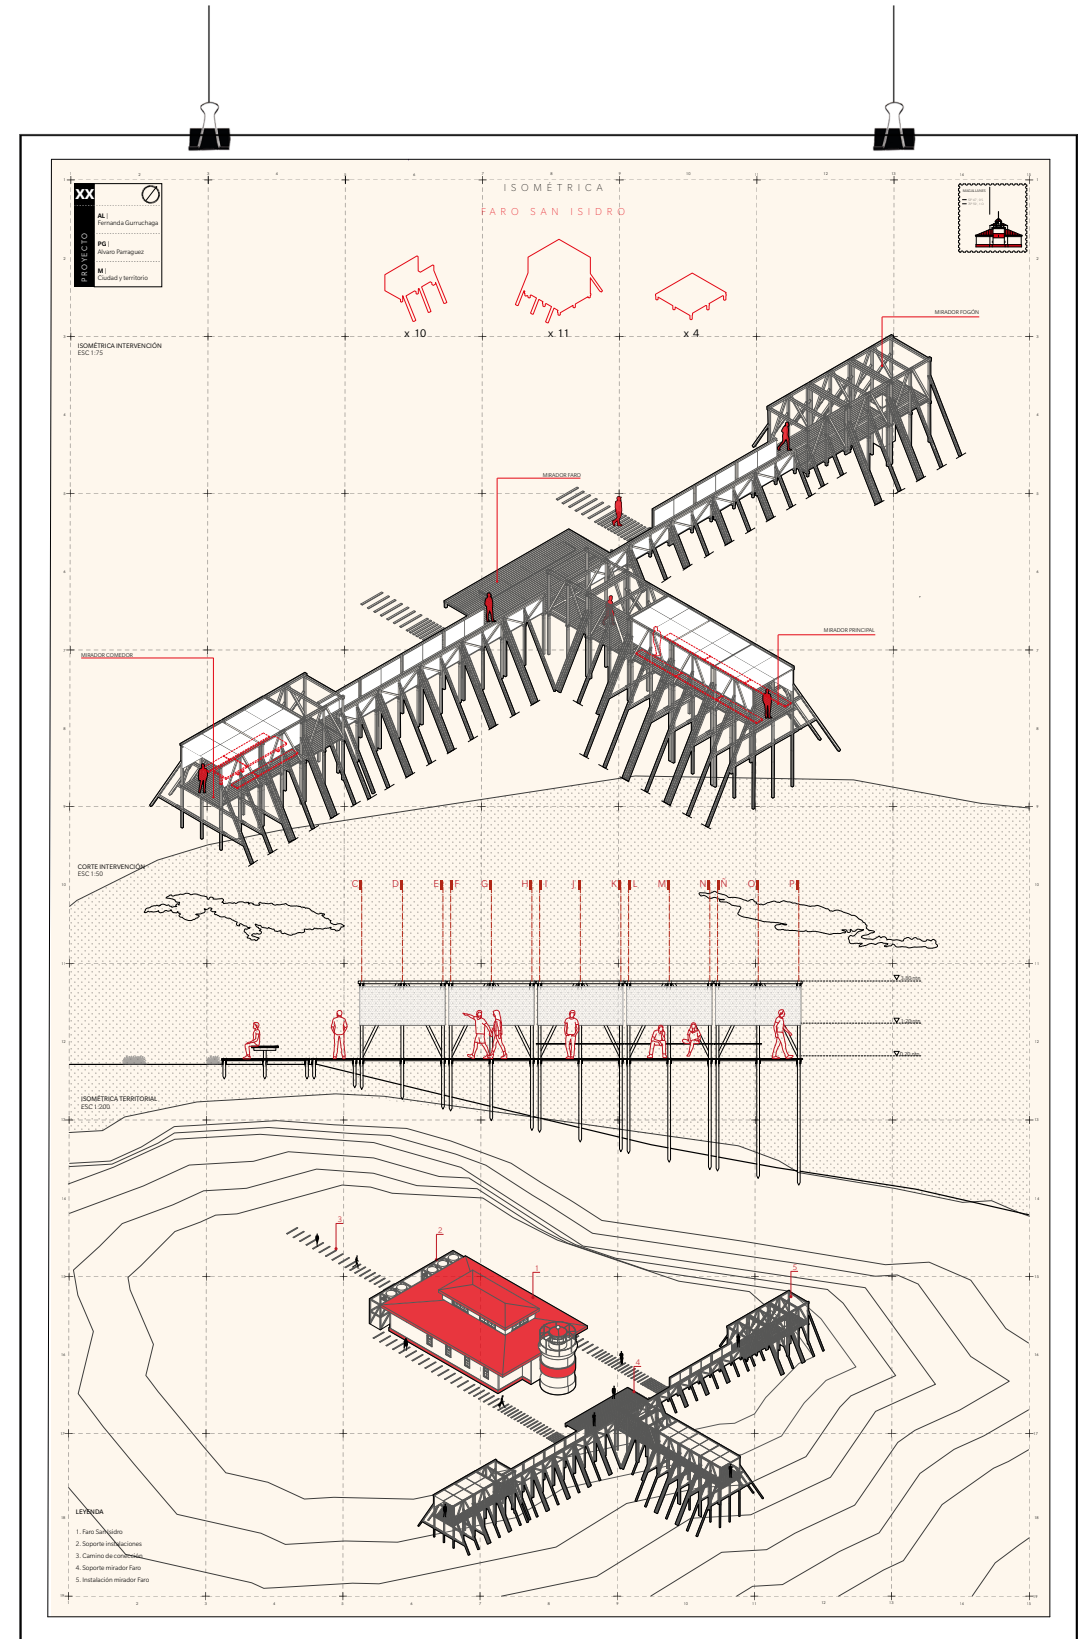 XX
PROYECTO
AL |
Fernanda Gurruchaga
PG |
Alvaro Parraguez
M |
Ciudad y territorio
ISOMÉTRICA
FARO SAN ISIDRO
MAGALLANES
x 10
x 11
x 4
ISOMÉTRICA INTERVENCIÓN
ESC 1:75
MIRADOR FOGÓN
MIRADOR FARO
MIRADOR PRINCIPAL
MIRADOR COMEDOR
CORTE INTERVENCIÓN
ESC 1:50
C D E F G H I J K L M N Ñ O P
ISOMÉTRICA TERRITORIAL
ESC 1:200
3
2
1
5
4
LEYENDA
1. Faro San Isidro
2. Soporte instalaciones
3. Camino de conección
4. Soporte mirador Faro
5. Instalación mirador Faro